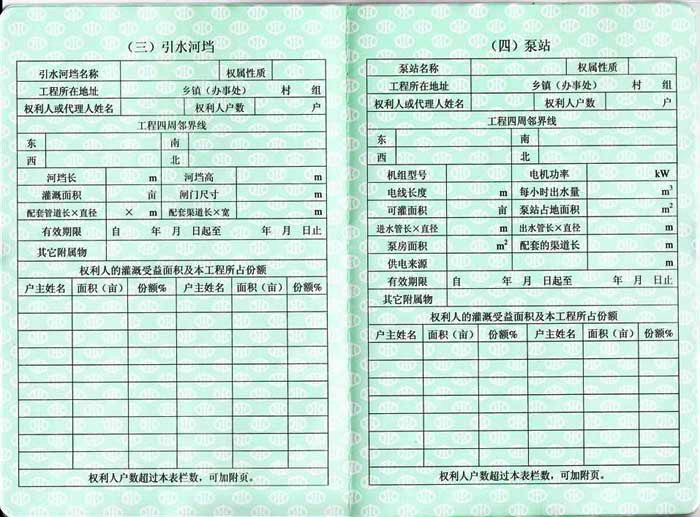 （三）引水河垱
引水河垱名称 权属性质
工程所在地址 乡镇（办事处） 村 组
权利人或代理人姓名 权利人户数 户
工程四周邻界线
东 南
西 北
河垱长 m 河垱高 m
灌溉面积 亩 闸门尺寸 m
配套管道长×直径 × m 配套渠道长×宽 m
有效期限 自 年 月 日起至 年 月 日止
其它附属物
权利人的灌溉受益面积及本工程所占份额
户主姓名 面积（亩） 份额% 户主姓名 面积（亩） 份额%
权利人户数超过本表栏数，可加附页。
（四）泵站
泵站名称 权属性质
工程所在地址 乡镇（办事处） 村 组
权利人或代理人姓名 权利人户数 户
工程四周邻界线
东 南
西 北
机组型号 电机功率 kW
电线长度 m 每小时出水量 m³
可灌面积 亩 泵站占地面积 m²
进水管长×直径 m 出水管长×直径 m
泵房面积 m² 配套的渠道长 m
供电来源 m
有效期限 自 年 月 日起至 年 月 日止
其它附属物
权利人的灌溉受益面积及本工程所占份额
户主姓名 面积（亩） 份额% 户主姓名 面积（亩） 份额%
权利人户数超过本表栏数，可加附页。